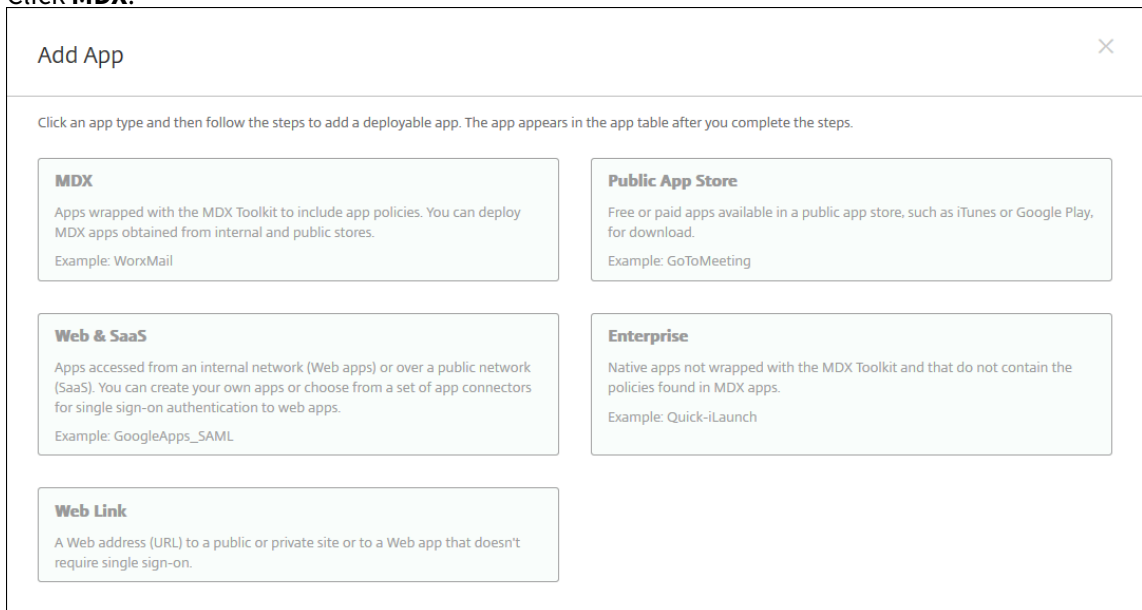 Click MDX.
Add App
Click an app type and then follow the steps to add a deployable app. The app appears in the app table after you complete the steps.
MDX
Apps wrapped with the MDX Toolkit to include app policies. You can deploy
MDX apps obtained from internal and public stores.
Example: WorxMail
Public App Store
Free or paid apps available in a public app store, such as iTunes or Google Play,
for download.
Example: GoToMeeting
Web & SaaS
Apps accessed from an internal network (Web apps) or over a public network
(SaaS). You can create your own apps or choose from a set of app connectors
for single sign-on authentication to web apps.
Example: GoogleApps_SAML
Enterprise
Native apps not wrapped with the MDX Toolkit and that do not contain the
policies found in MDX apps.
Example: Quick-iLaunch
Web Link
A Web address (URL) to a public or private site or to a Web app that doesn't
require single sign-on.